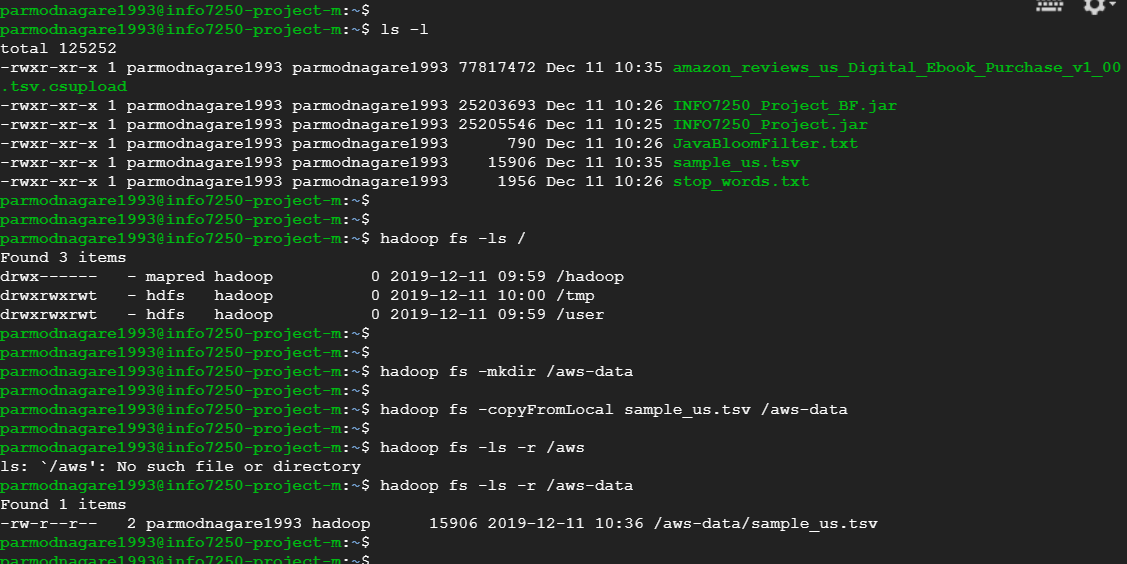 parmodnagare1993@info7250-project-m:~$
parmodnagare1993@info7250-project-m:~$ ls -l
total 125252
-rwxr-xr-x 1 parmodnagare1993 parmodnagare1993 77817472 Dec 11 10:35 amazon_reviews_us_Digital_Ebook_Purchase_v1_00
.tsv.csupload
-rwxr-xr-x 1 parmodnagare1993 parmodnagare1993 25203693 Dec 11 10:26 INFO7250_Project_BF.jar
-rwxr-xr-x 1 parmodnagare1993 parmodnagare1993 25205546 Dec 11 10:25 INFO7250_Project.jar
-rwxr-xr-x 1 parmodnagare1993 parmodnagare1993      790 Dec 11 10:26 JavaBloomFilter.txt
-rwxr-xr-x 1 parmodnagare1993 parmodnagare1993    15906 Dec 11 10:35 sample_us.tsv
-rwxr-xr-x 1 parmodnagare1993 parmodnagare1993     1956 Dec 11 10:26 stop_words.txt
parmodnagare1993@info7250-project-m:~$
parmodnagare1993@info7250-project-m:~$
parmodnagare1993@info7250-project-m:~$ hadoop fs -ls /
Found 3 items
drwx------   - mapred hadoop          0 2019-12-11 09:59 /hadoop
drwxrwxrwt   - hdfs   hadoop          0 2019-12-11 10:00 /tmp
drwxrwxrwt   - hdfs   hadoop          0 2019-12-11 09:59 /user
parmodnagare1993@info7250-project-m:~$
parmodnagare1993@info7250-project-m:~$
parmodnagare1993@info7250-project-m:~$ hadoop fs -mkdir /aws-data
parmodnagare1993@info7250-project-m:~$
parmodnagare1993@info7250-project-m:~$ hadoop fs -copyFromLocal sample_us.tsv /aws-data
parmodnagare1993@info7250-project-m:~$
parmodnagare1993@info7250-project-m:~$ hadoop fs -ls -r /aws
ls: `/aws': No such file or directory
parmodnagare1993@info7250-project-m:~$ hadoop fs -ls -r /aws-data
Found 1 items
-rw-r--r--   2 parmodnagare1993 hadoop      15906 2019-12-11 10:36 /aws-data/sample_us.tsv
parmodnagare1993@info7250-project-m:~$
parmodnagare1993@info7250-project-m:~$